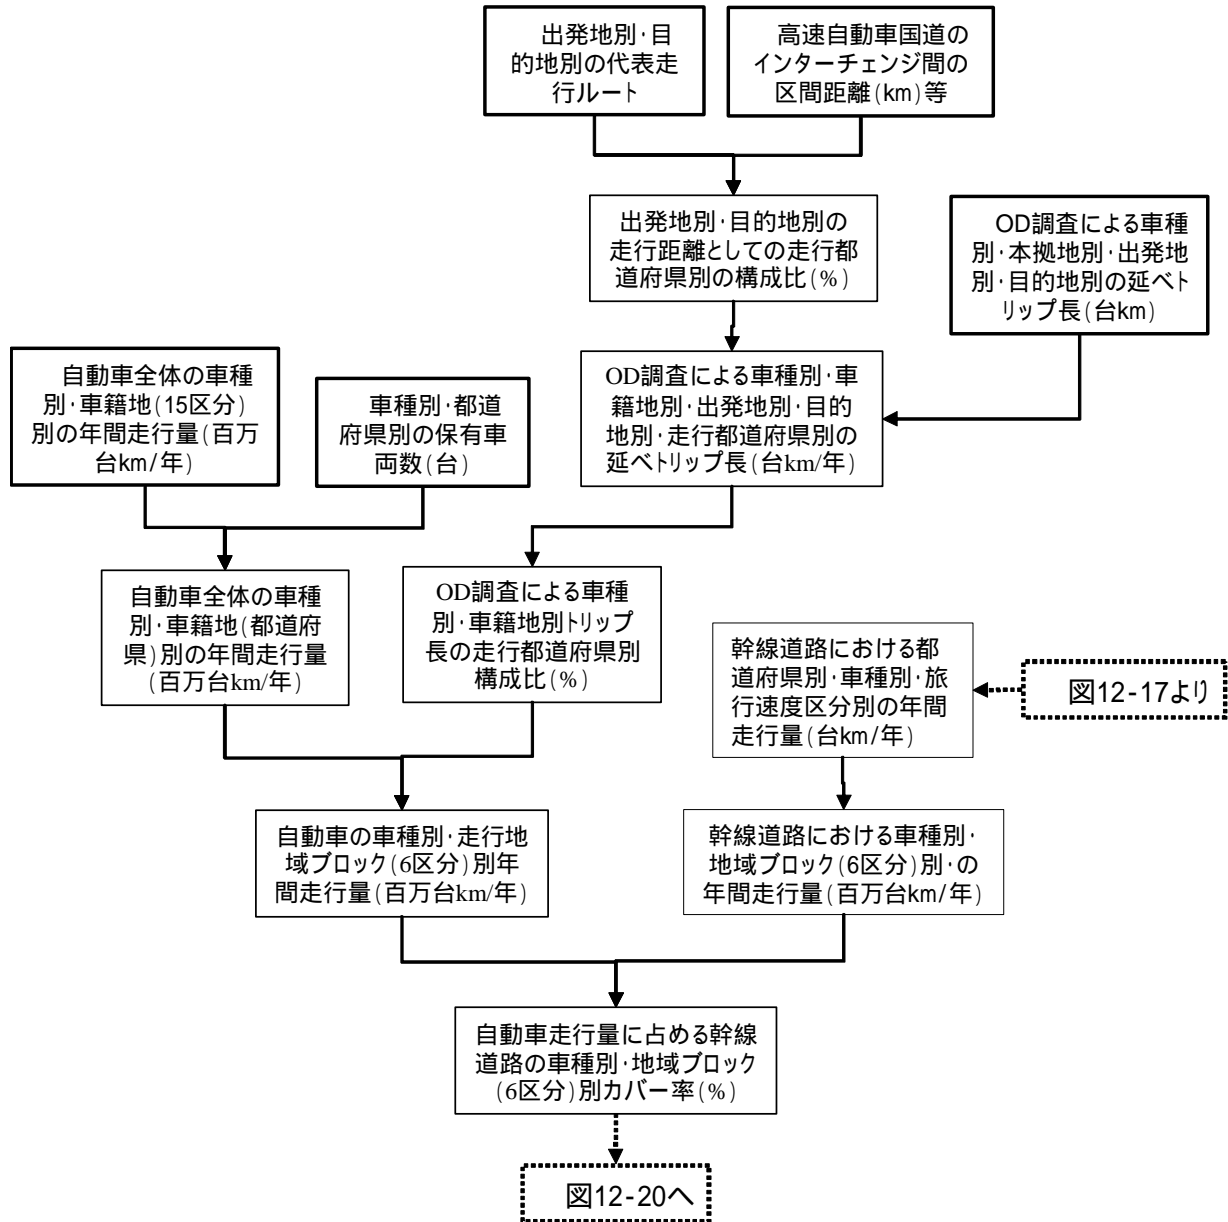 出発地別･目
的地別の代表走
行ルート
高速自動車国道の
インターチェンジ間の
区間距離(km)等
出発地別･目的地別の
走行距離としての走行都
道府県別の構成比(%)
OD調査による車種
別･本拠地別･出発地
別･目的地別の延べト
リップ長(台km)
自動車全体の車種
別･車籍地(15区分)
別の年間走行量(百万
台km/年)
車種別･都道
府県別の保有車
両数(台)
OD調査による車種別･車
籍地別･出発地別･目的
地別･走行都道府県別の
延べトリップ長(台km/年)
自動車全体の車種
別･車籍地(都道府
県)別の年間走行量
(百万台km/年)
OD調査による車種
別･車籍地別トリップ
長の走行都道府県別
構成比(%)
幹線道路における都
道府県別･車種別･旅
行速度区分別の年間
走行量(台km/年)
図12-17より
自動車の車種別･走行地
域ブロック(6区分)別年
間走行量(百万台km/年)
幹線道路における車種別･
地域ブロック(6区分)別･の
年間走行量(百万台km/年)
自動車走行量に占める幹線
道路の車種別･地域ブロック
(6区分)別カバー率(%)
図12-20へ